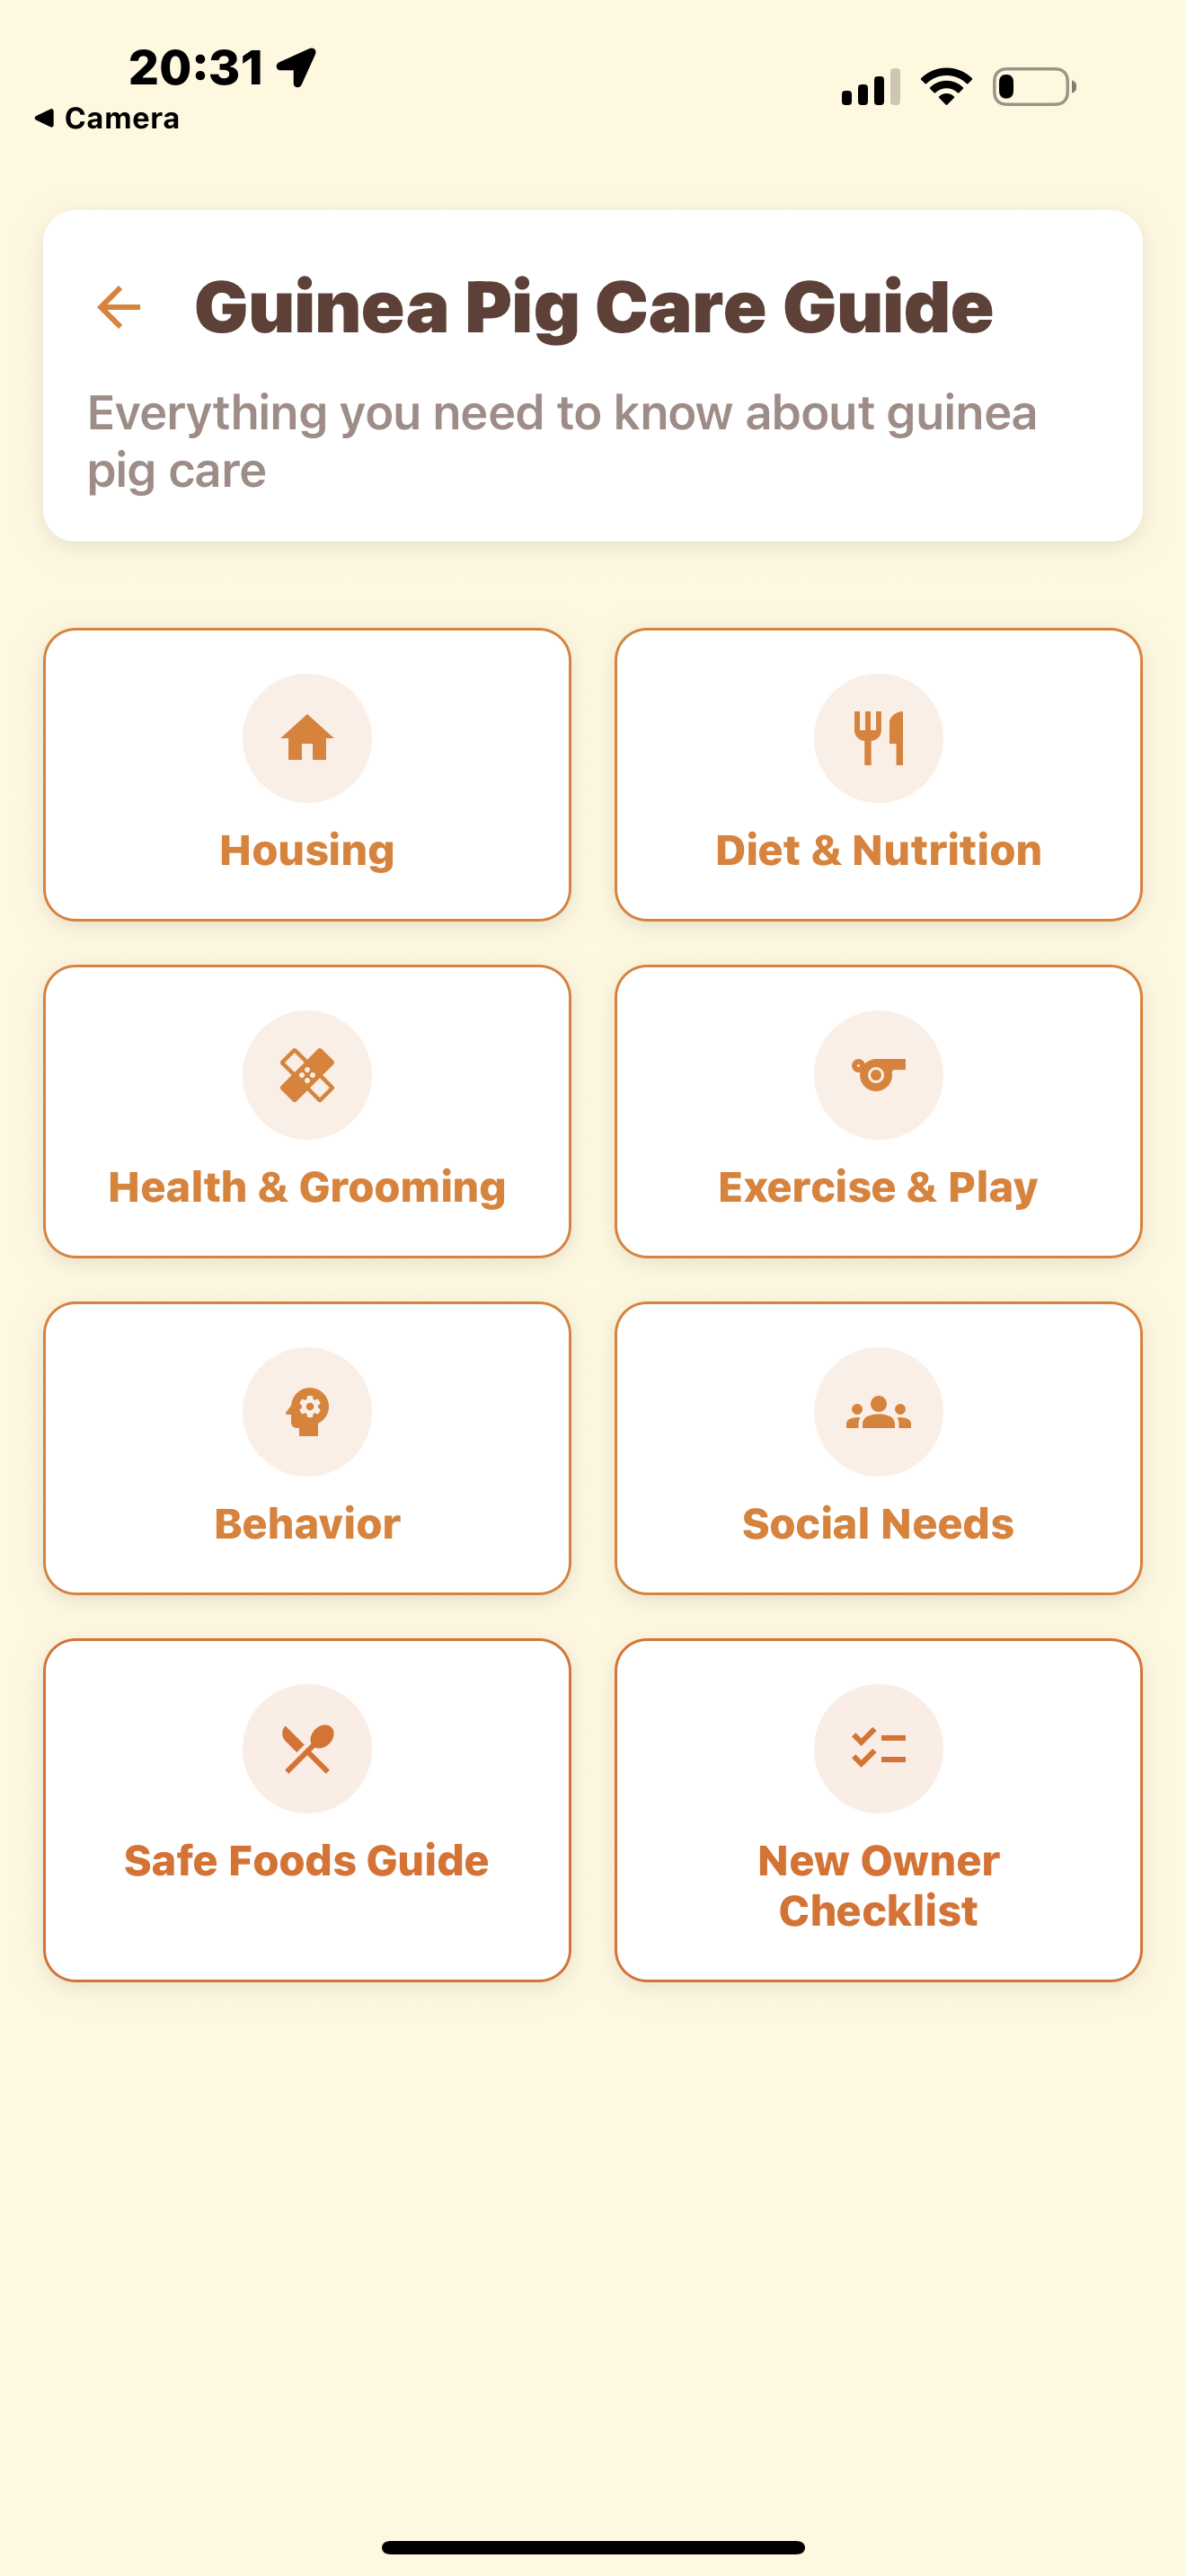 20:31
Camera
Guinea Pig Care Guide
Everything you need to know about guinea
pig care
Housing
Diet & Nutrition
Health & Grooming
Exercise & Play
Behavior
Social Needs
Safe Foods Guide
New Owner
Checklist